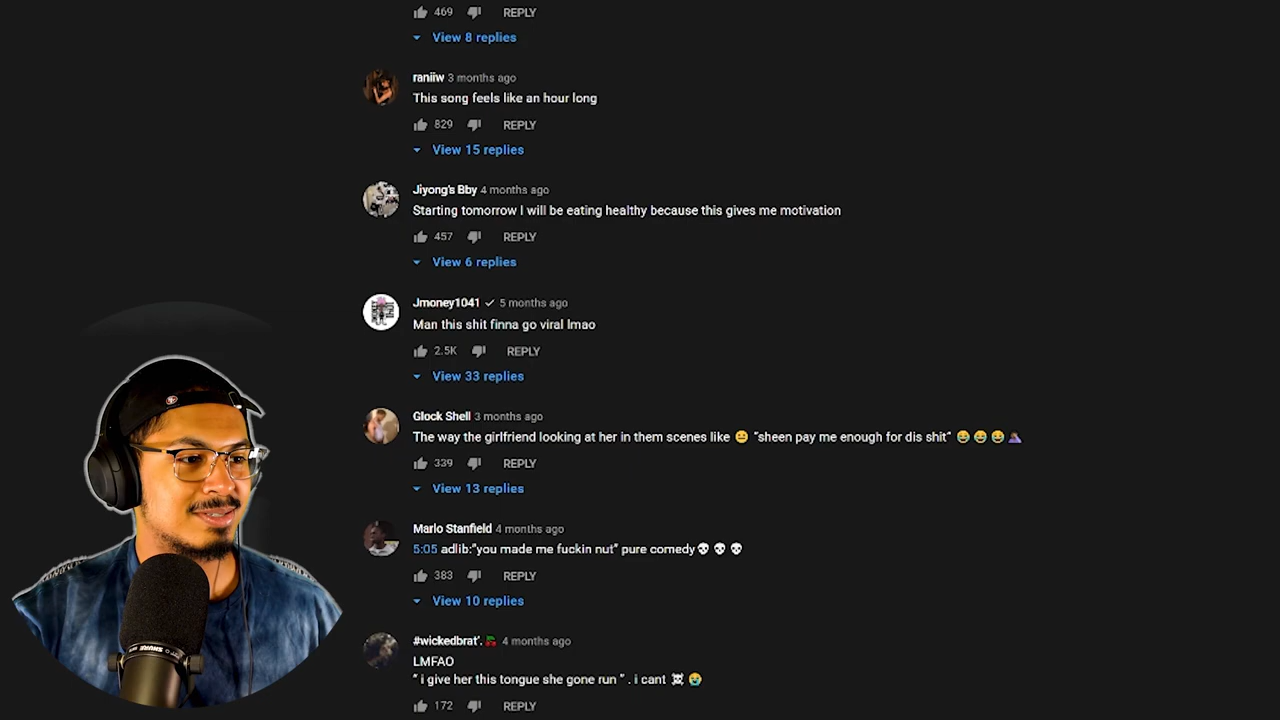 469 REPLY
View 8 replies
raniiw 3 months ago
This song feels like an hour long
829 REPLY
View 15 replies
Jiyong's Bby 4 months ago
Starting tomorrow I will be eating healthy because this gives me motivation
457 REPLY
View 6 replies
Jmoney1041 5 months ago
Man this shit finna go viral lmao
2.5K REPLY
View 33 replies
Glock Shell 3 months ago
The way the girlfriend looking at her in them scenes like 😐 "sheen pay me enough for dis shit" 😂 😂 😂 🤷🏾‍♀️
339 REPLY
View 13 replies
Marlo Stanfield 4 months ago
5:05 adlib:"you made me fuckin nut" pure comedy💀 💀 💀
383 REPLY
View 10 replies
#wickedbrat'. 🍒 4 months ago
LMFAO
" i give her this tongue she gone run " . i cant ☠ 😭
172 REPLY
SHURE